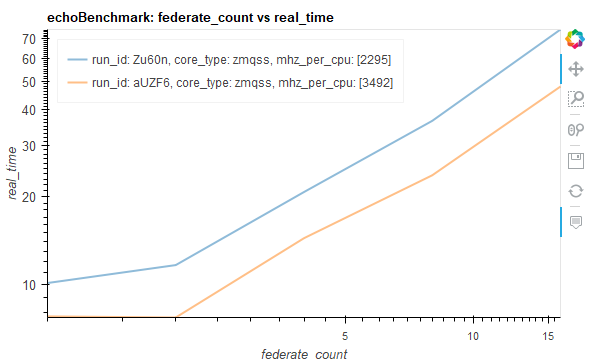 echoBenchmark: federate_count vs real_time
run_id: Zu60n, core_type: zmqss, mhz_per_cpu: [2295]
run_id: aUZF6, core_type: zmqss, mhz_per_cpu: [3492]
real_time
70
60
50
40
30
20
10
5
10
15
federate_count